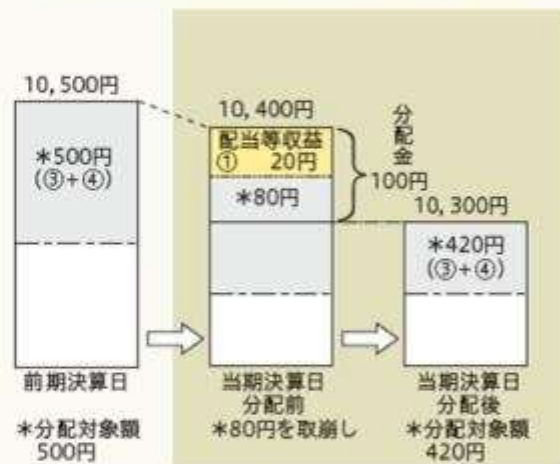 10,500円
*500円
(③+④)
前期決算日
*分配対象額
500円
10,400円
配当等収益
① 20円
*80円
分配金
100円
当期決算日
分配前
*80円を取崩し
10,300円
*420円
(③+④)
当期決算日
分配後
*分配対象額
420円